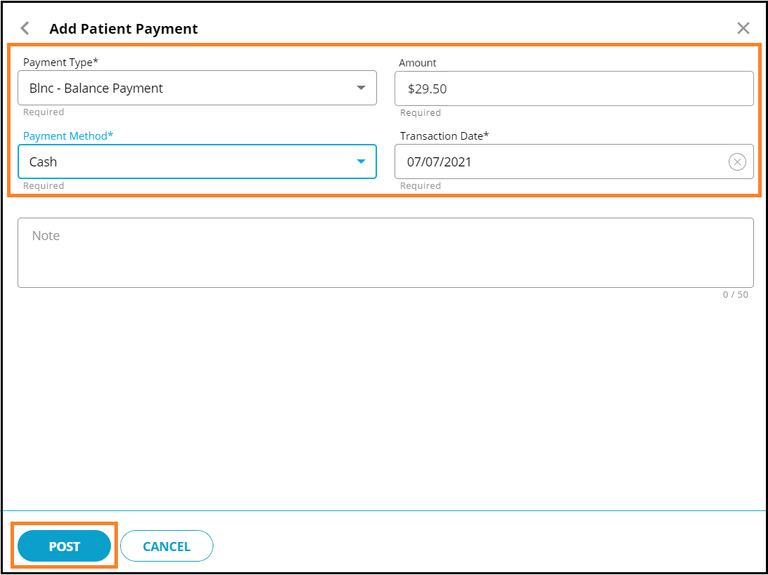 Add Patient Payment
Payment Type* Amount
Blnc - Balance Payment $29.50
Required Required
Payment Method* Transaction Date*
Cash 07/07/2021
Required Required
Note
0 / 50
POST CANCEL